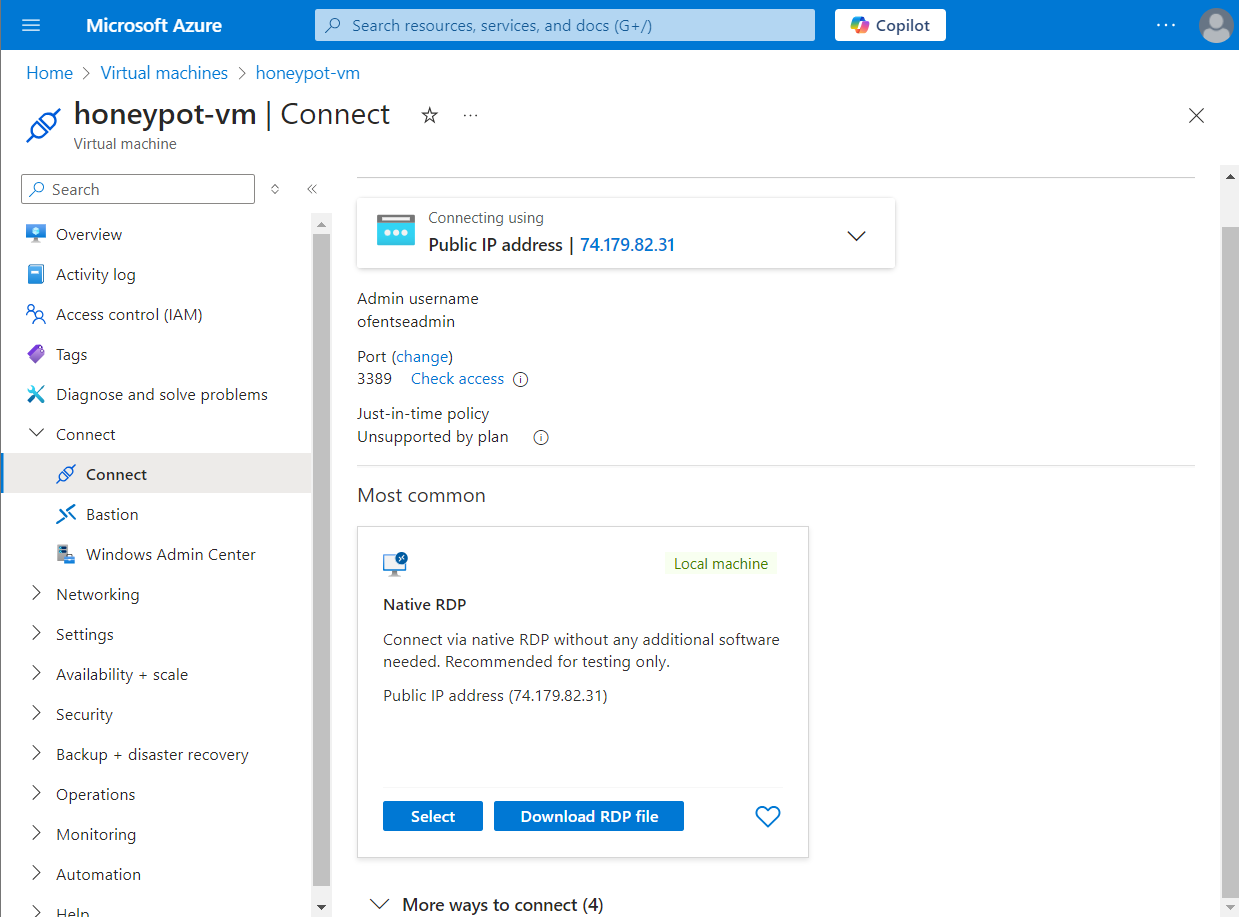 Microsoft Azure
Search resources, services, and docs (G+/)
Copilot
Home > Virtual machines > honeypot-vm
honeypot-vm | Connect
Virtual machine
Search
Overview
Activity log
Access control (IAM)
Tags
Diagnose and solve problems
Connect
Connect
Bastion
Windows Admin Center
Networking
Settings
Availability + scale
Security
Backup + disaster recovery
Operations
Monitoring
Automation
Help
Connecting using
Public IP address | 74.179.82.31
Admin username
ofentseadmin
Port (change)
3389 Check access
Just-in-time policy
Unsupported by plan
Most common
Local machine
Native RDP
Connect via native RDP without any additional software
needed. Recommended for testing only.
Public IP address (74.179.82.31)
Select
Download RDP file
More ways to connect (4)